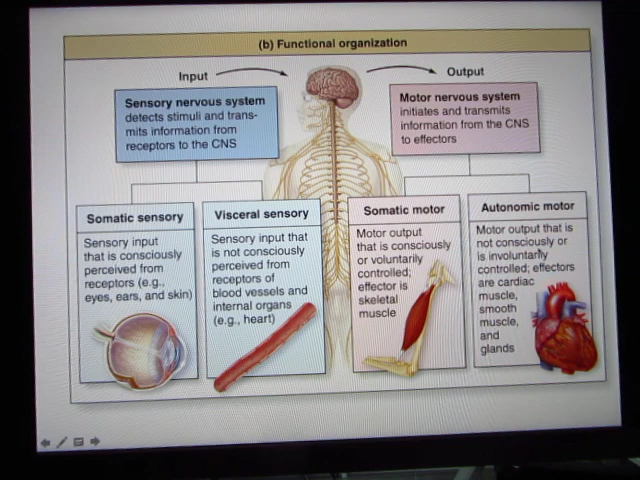 (b) Functional organization
Input
Output
Sensory nervous system
detects stimuli and trans-
mits information from
receptors to the CNS
Motor nervous system
initiates and transmits
information from the CNS
to effectors
Somatic sensory
Sensory input
that is consciously
perceived from
receptors (e.g.,
eyes, ears, and skin)
Visceral sensory
Sensory input that
is not consciously
perceived from
receptors of
blood vessels and
internal organs
(e.g., heart)
Somatic motor
Motor output
that is consciously
or voluntarily
controlled;
effector is
skeletal
muscle
Autonomic motor
Motor output that is
not consciously or
is involuntarily
controlled; effectors
are cardiac
muscle,
smooth
muscle,
and
glands